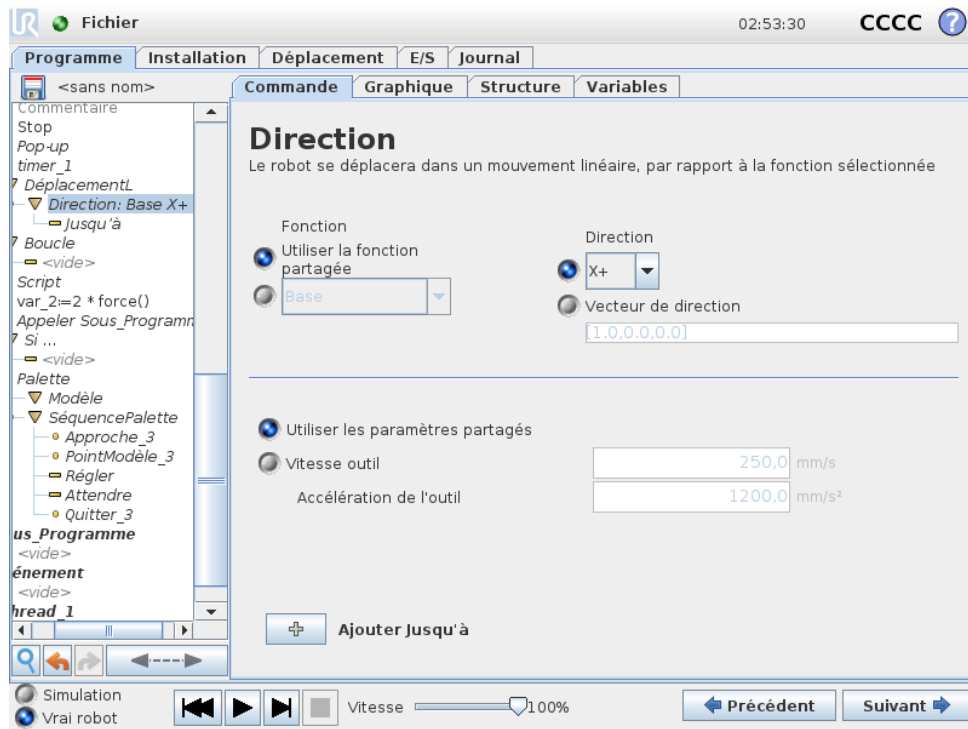 UR Fichier 02:53:30 CCCC ?
Programme Installation Déplacement E/S Journal
<sans nom>
Commande Graphique Structure Variables
Commentaire
Stop
Pop-up
timer_1
DéplacementL
Direction: Base X+
Jusqu'à
Boucle
<vide>
Script
var_2:=2 * force()
Appeler Sous_Programm
Si ...
<vide>
Palette
Modèle
SéquencePalette
Approche_3
PointModèle_3
Régler
Attendre
Quitter_3
us_Programme
<vide>
énement
<vide>
hread_1
Direction
Le robot se déplacera dans un mouvement linéaire, par rapport à la fonction sélectionnée
Fonction
Utiliser la fonction
partagée
Base
Direction
X+
Vecteur de direction
[1.0,0.0,0.0]
Utiliser les paramètres partagés
Vitesse outil 250,0 mm/s
Accélération de l'outil 1200,0 mm/s²
Ajouter Jusqu'à
Simulation
Vrai robot
Vitesse 100%
Précédent Suivant